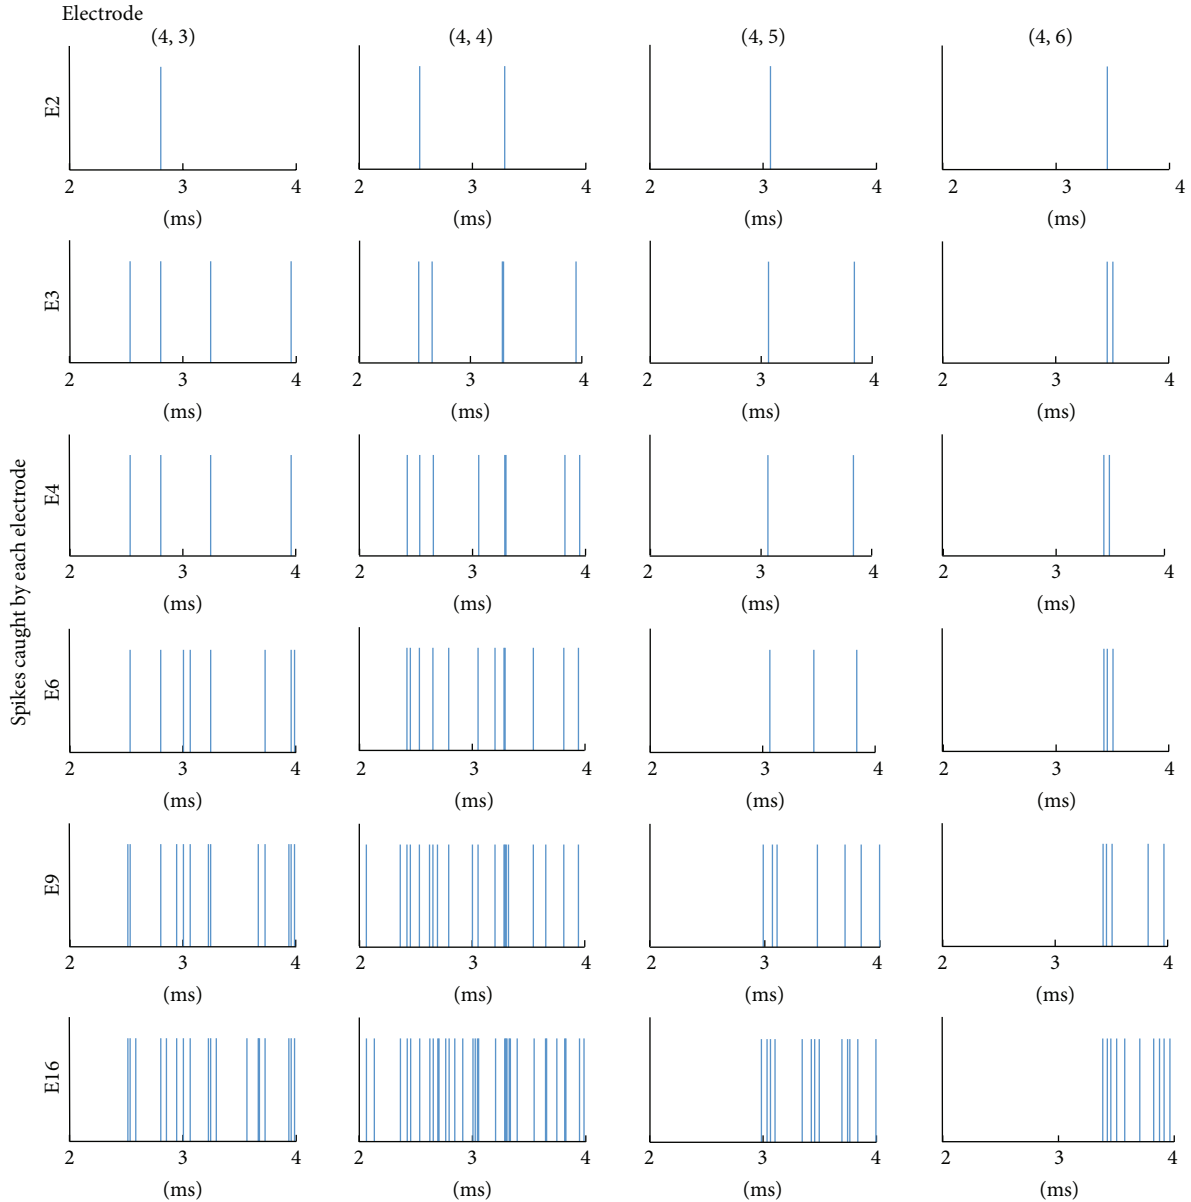 Electrode
(4, 3) (4, 4) (4, 5) (4, 6)
Spikes caught by each electrode
E2
2 3 4 2 3 4 2 3 4 2 3 4
(ms) (ms) (ms) (ms)
E3
2 3 4 2 3 4 2 3 4 2 3 4
(ms) (ms) (ms) (ms)
E4
2 3 4 2 3 4 2 3 4 2 3 4
(ms) (ms) (ms) (ms)
E6
2 3 4 2 3 4 2 3 4 2 3 4
(ms) (ms) (ms) (ms)
E9
2 3 4 2 3 4 2 3 4 2 3 4
(ms) (ms) (ms) (ms)
E16
2 3 4 2 3 4 2 3 4 2 3 4
(ms) (ms) (ms) (ms)